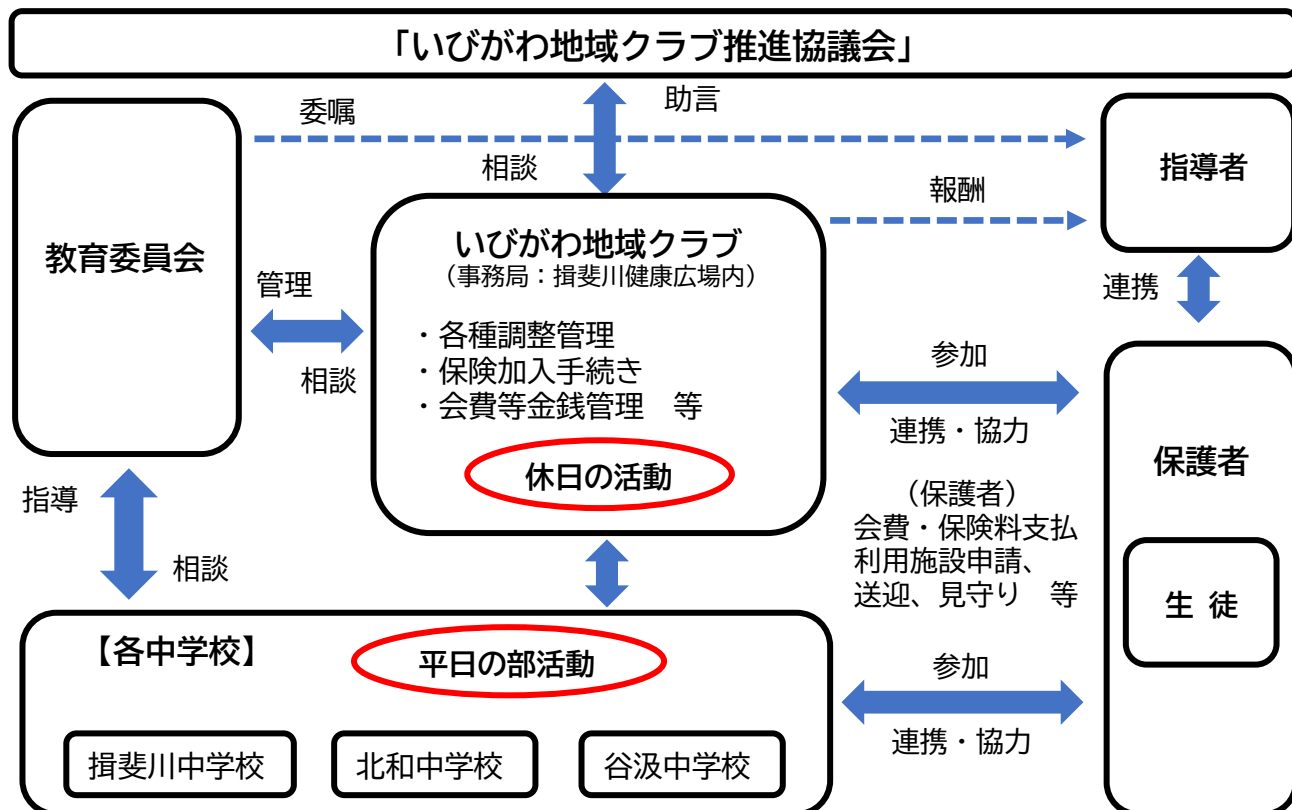 「いびがわ地域クラブ推進協議会」
委嘱
助言
相談
指導者
報酬
教育委員会
いびがわ地域クラブ
（事務局：揖斐川健康広場内）
管理
相談
・各種調整管理
・保険加入手続き
・会費等金銭管理　等
休日の活動
連携
参加
連携・協力
保護者
（保護者）
会費・保険料支払
利用施設申請、
送迎、見守り　等
生 徒
指導
相談
【各中学校】
平日の部活動
参加
連携・協力
揖斐川中学校
北和中学校
谷汲中学校